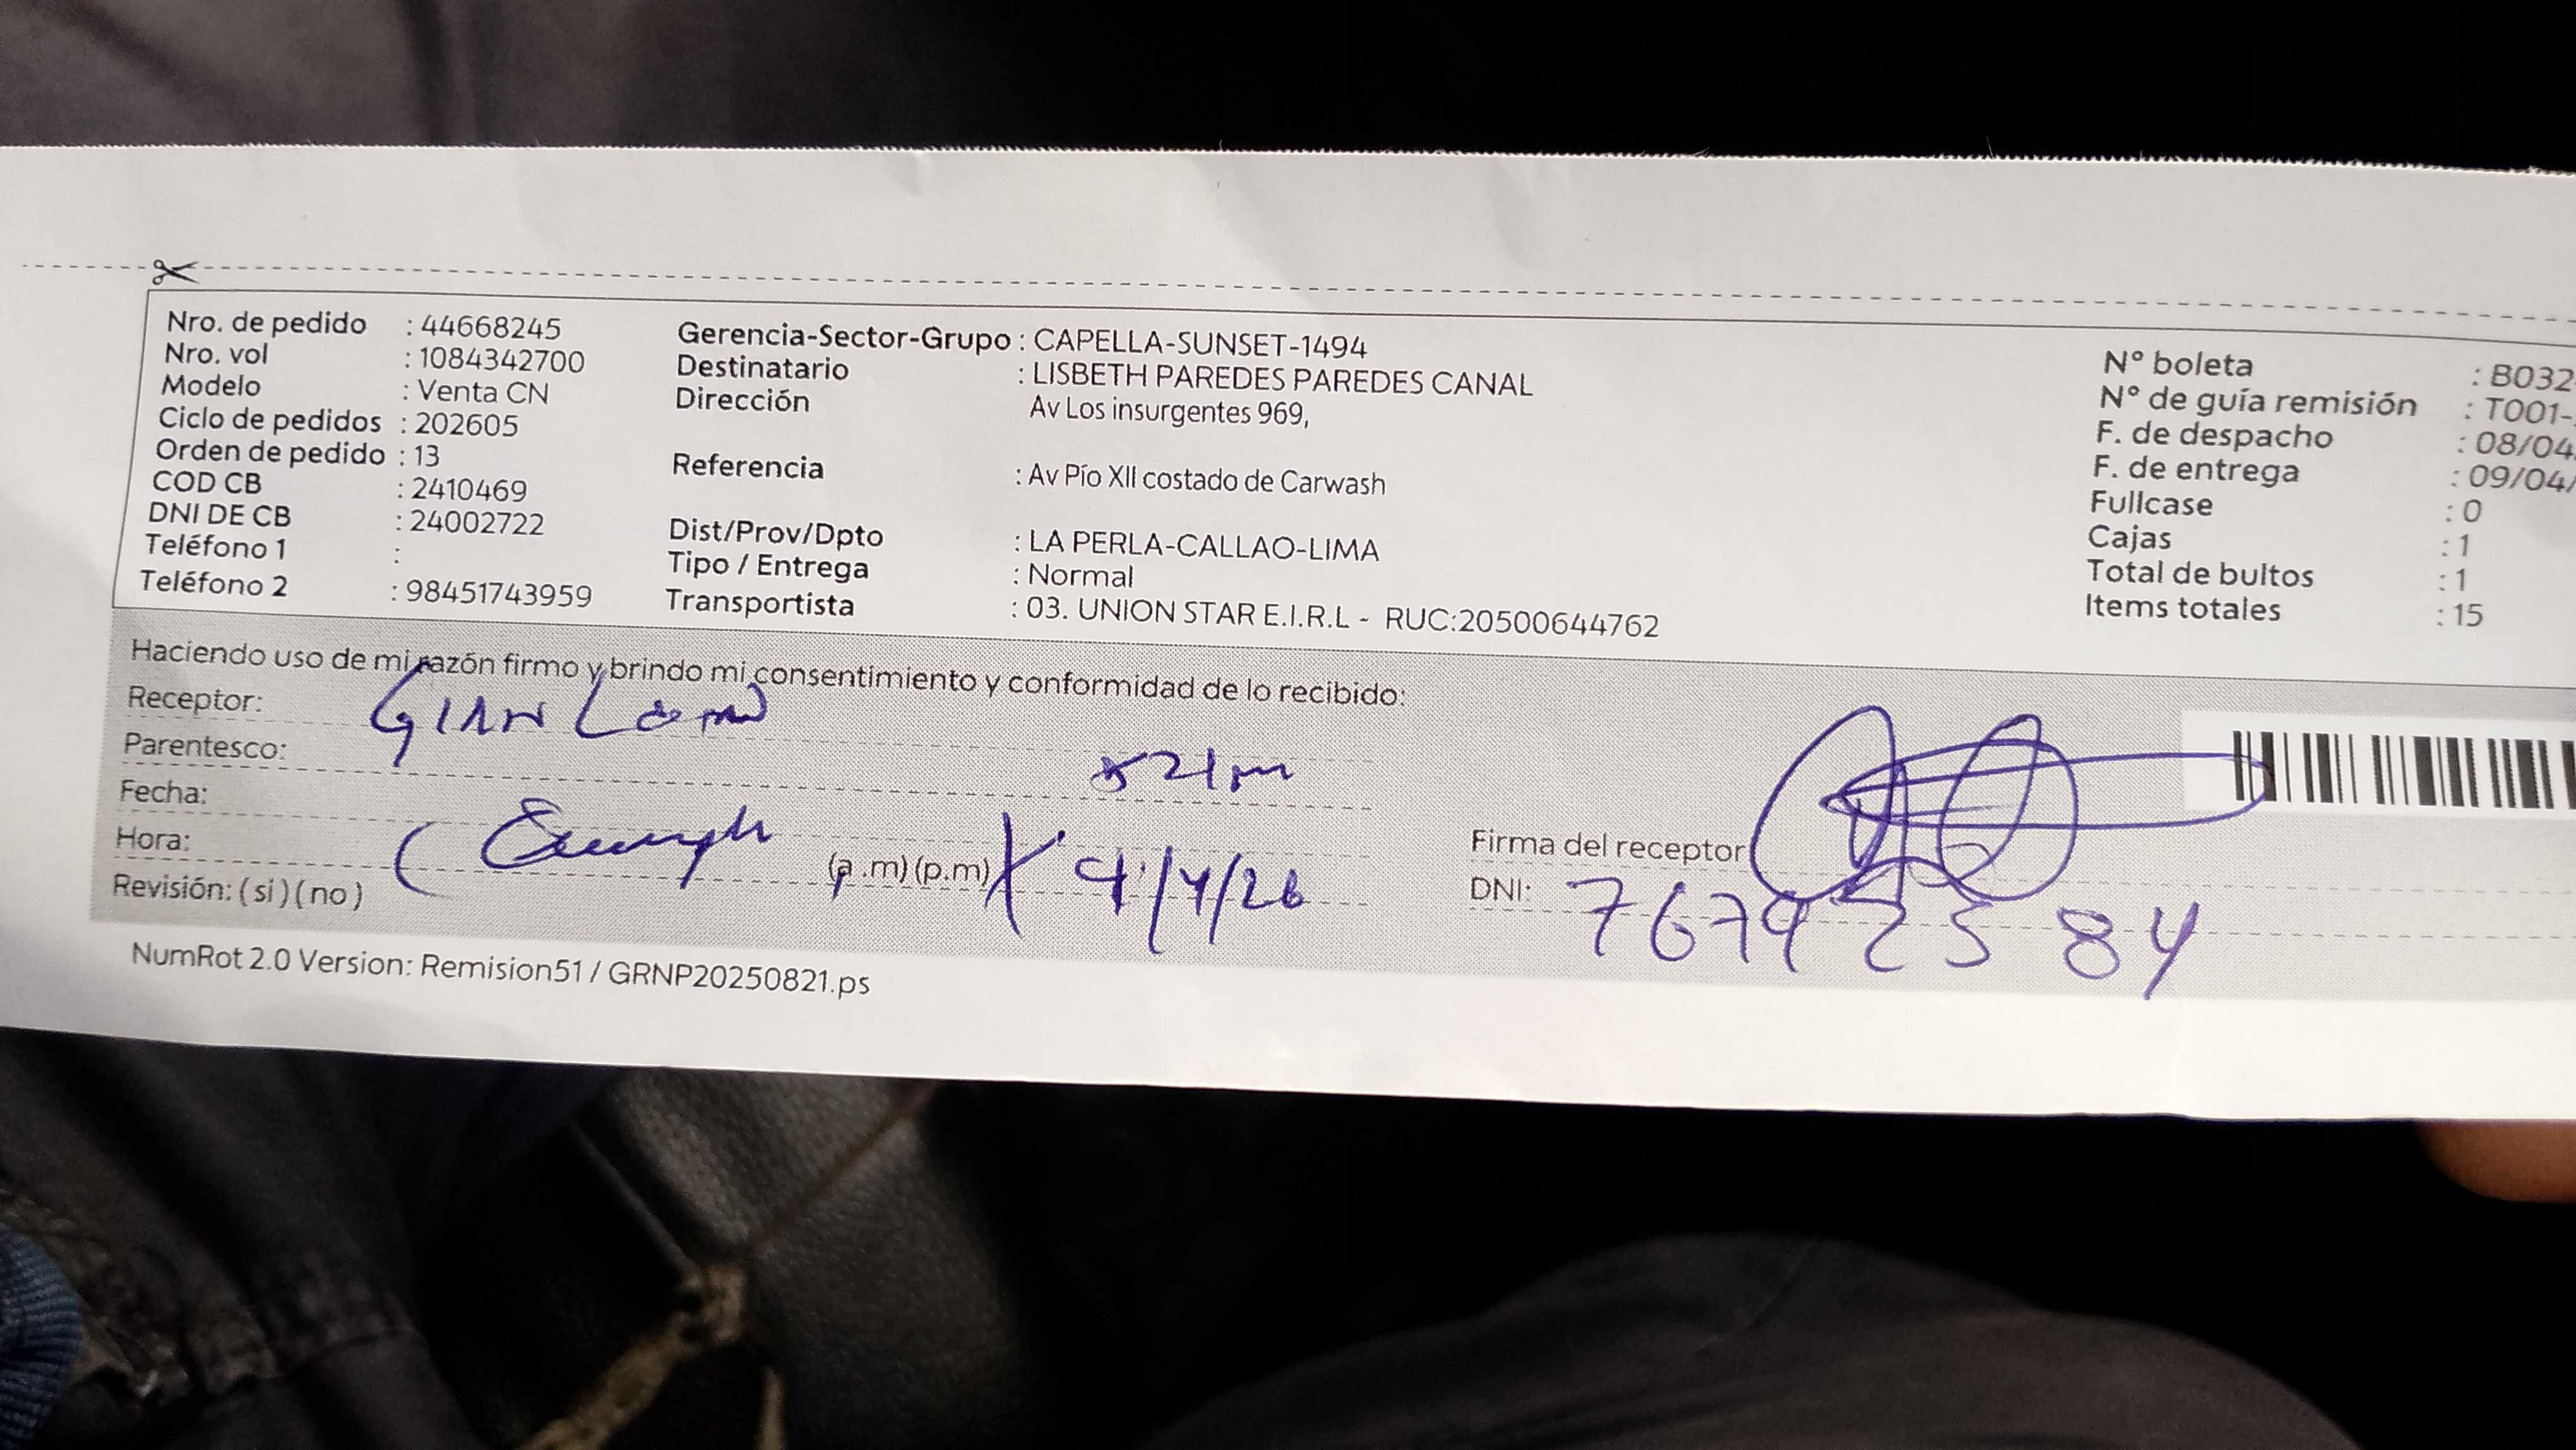 Nro. de pedido : 44668245
Nro. vol : 1084342700
Modelo : Venta CN
Ciclo de pedidos : 202605
Orden de pedido : 13
COD CB : 2410469
DNI DE CB : 24002722
Teléfono 1 :
Teléfono 2 : 98451743959
Gerencia-Sector-Grupo : CAPELLA-SUNSET-1494
Destinatario : LISBETH PAREDES PAREDES CANAL
Dirección Av Los insurgentes 969,
Referencia : Av Pío XII costado de Carwash
Dist/Prov/Dpto : LA PERLA-CALLAO-LIMA
Tipo / Entrega : Normal
Transportista : 03. UNION STAR E.I.R.L - RUC:20500644762
N° boleta : B032
N° de guía remisión : T001-
F. de despacho : 08/04
F. de entrega : 09/04/
Fullcase : 0
Cajas : 1
Total de bultos : 1
Items totales : 15
Haciendo uso de mi razón firmo y brindo mi consentimiento y conformidad de lo recibido:
Receptor: GIAN
Parentesco:
Fecha:
Hora: (a.m)(p.m)
Revisión: (si)(no)
Firma del receptor
DNI:
NumRot 2.0 Version: Remision51 / GRNP20250821.ps